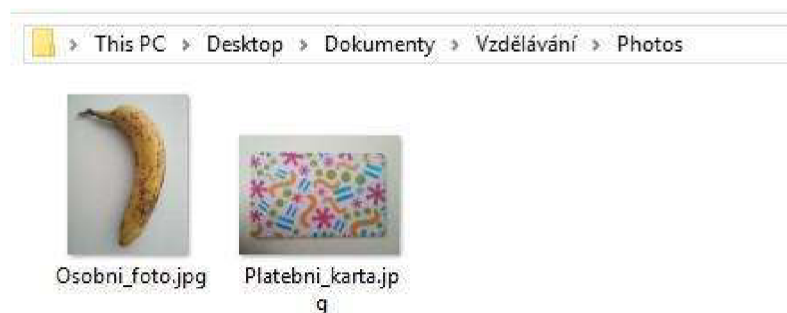 This PC > Desktop > Dokumenty > Vzdělávání > Photos
Osobni_foto.jpg
Platebni_karta.jp
g